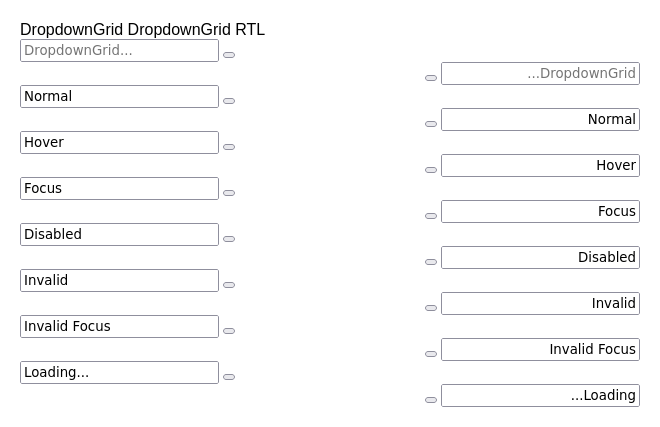 DropdownGrid DropdownGrid RTL
DropdownGrid...
Normal
Hover
Focus
Disabled
Invalid
Invalid Focus
Loading...
...DropdownGrid
Normal
Hover
Focus
Disabled
Invalid
Invalid Focus
...Loading